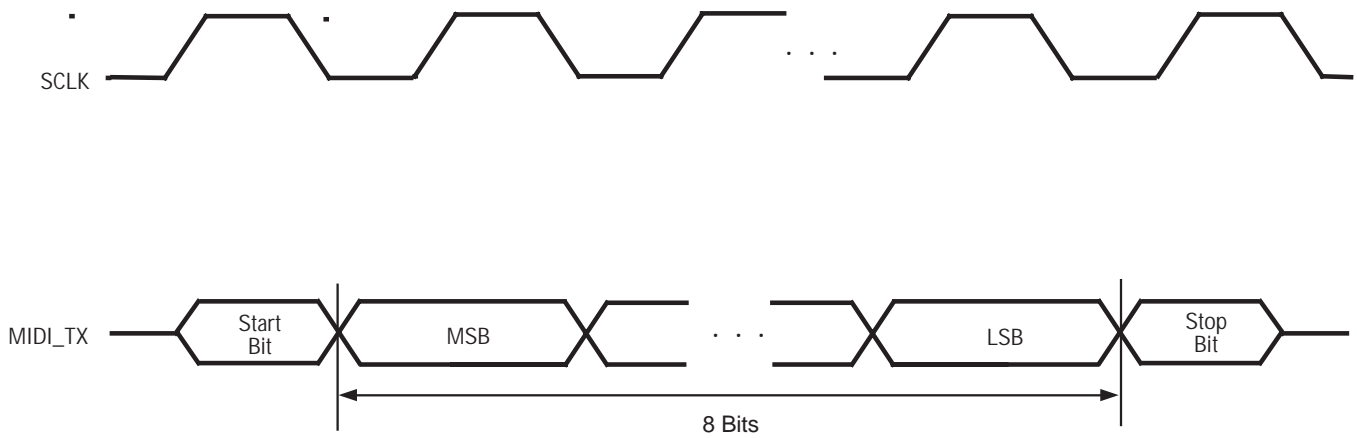 SCLK
. . .
MIDI_TX
Start
Bit
MSB
. . .
LSB
Stop
Bit
8 Bits